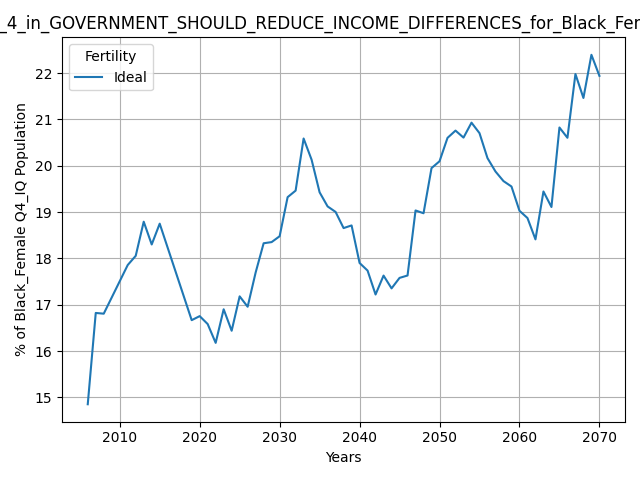 _4_in_GOVERNMENT_SHOULD_REDUCE_INCOME_DIFFERENCES_for_Black_Fem
Fertility
Ideal
% of Black_Female Q4_IQ Population
22
21
20
19
18
17
16
15
2010 2020 2030 2040 2050 2060 2070
Years